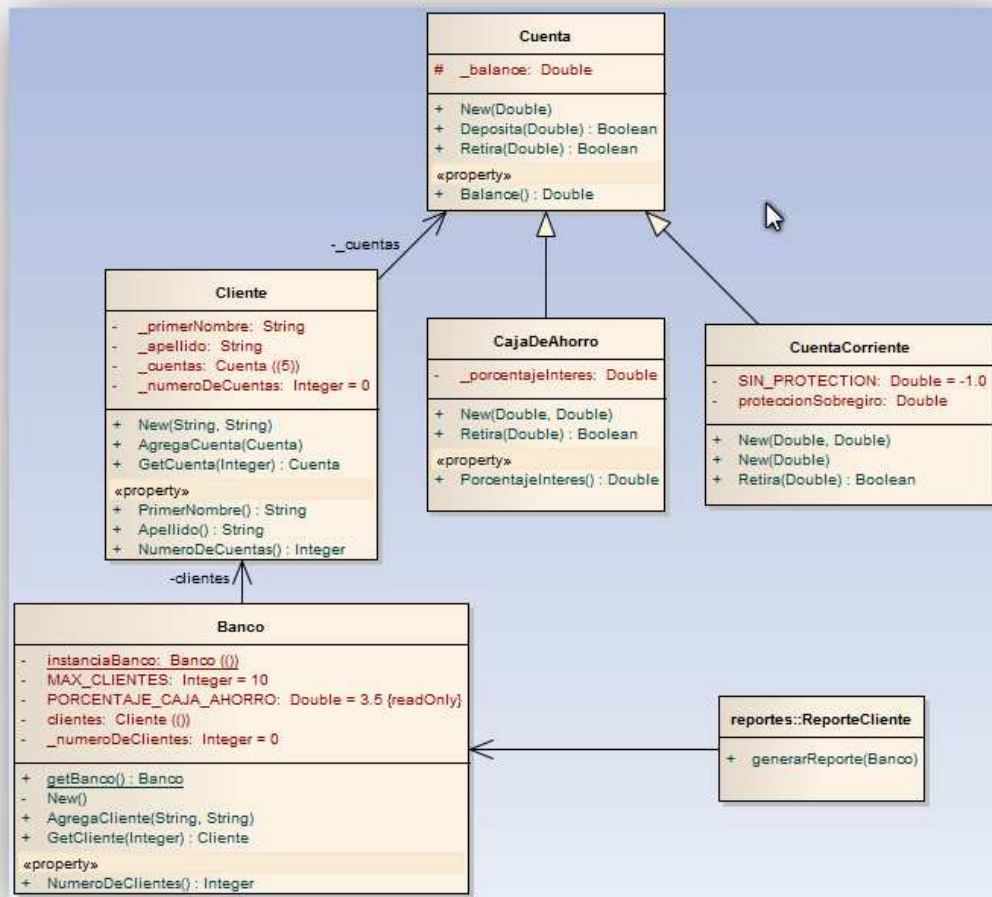 Cuenta
# _balance: Double
+ New(Double)
+ Deposita(Double) : Boolean
+ Retira(Double) : Boolean
«property»
+ Balance() : Double
-_cuentas
Cliente
- _primerNombre: String
- _apellido: String
- _cuentas: Cuenta ((5))
- _numeroDeCuentas: Integer = 0
+ New(String, String)
+ AgregaCuenta(Cuenta)
+ GetCuenta(Integer) : Cuenta
«property»
+ PrimerNombre() : String
+ Apellido() : String
+ NumeroDeCuentas() : Integer
CajaDeAhorro
- _porcentajeInteres: Double
+ New(Double, Double)
+ Retira(Double) : Boolean
«property»
+ PorcentajeInteres() : Double
CuentaCorriente
- SIN_PROTECTION: Double = -1.0
- proteccionSobregiro: Double
+ New(Double, Double)
+ New(Double)
+ Retira(Double) : Boolean
-clientes
Banco
- instanciaBanco: Banco (())
- MAX_CLIENTES: Integer = 10
- PORCENTAJE_CAJA_AHORRO: Double = 3.5 {readOnly}
- clientes: Cliente (())
- _numeroDeClientes: Integer = 0
+ getBanco() : Banco
- New()
+ AgregaCliente(String, String)
+ GetCliente(Integer) : Cliente
«property»
+ NumeroDeClientes() : Integer
reportes::ReporteCliente
+ generarReporte(Banco)